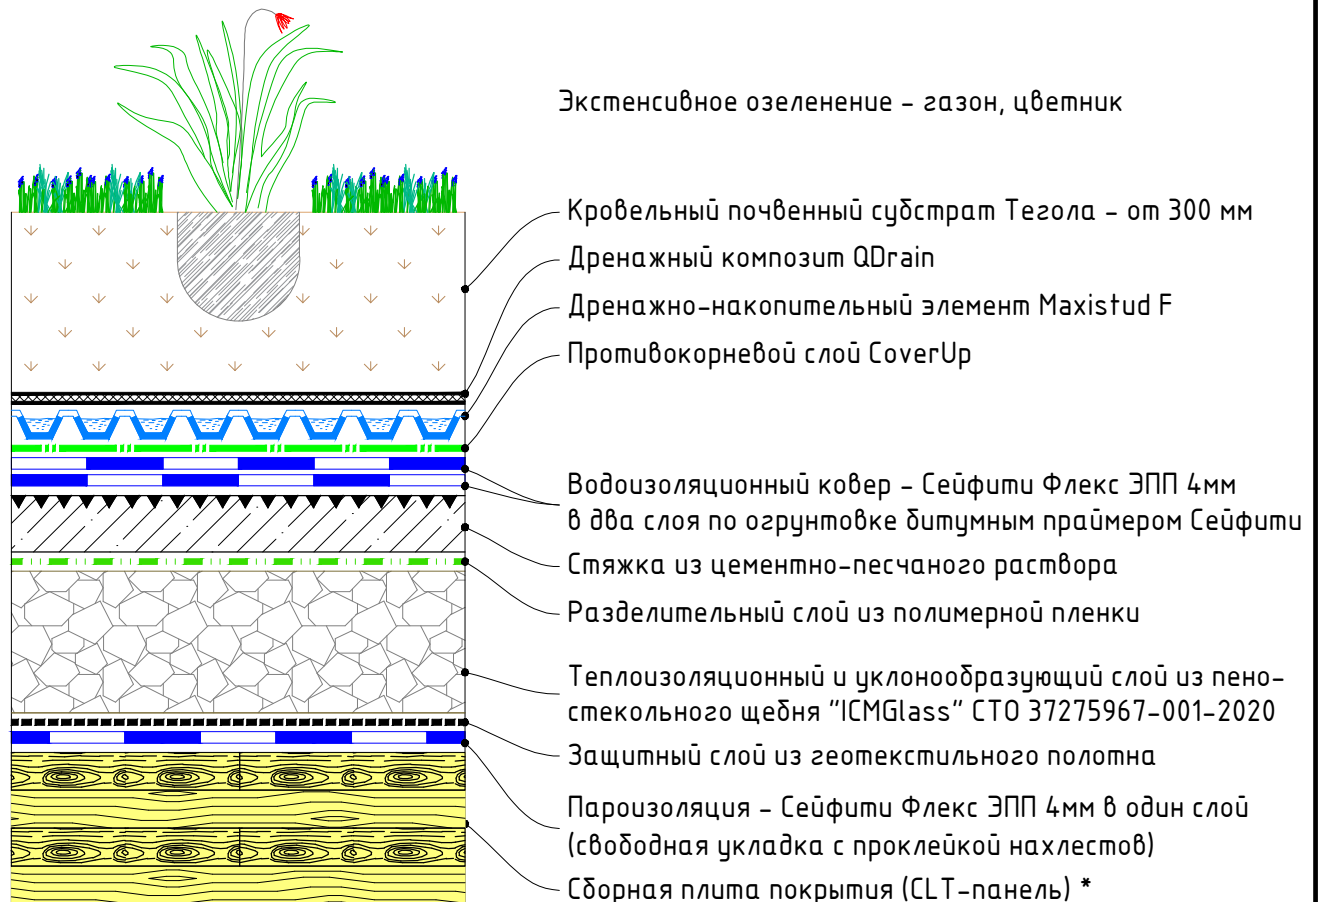 Экстенсивное озеленение - газон, цветник
Кровельный почвенный субстрат Тегола - от 300 мм
Дренажный композит QDrain
Дренажно-накопительный элемент Maxistud F
Противокорневой слой CoverUp
Водоизоляционный ковер - Сейфити Флекс ЭПП 4мм
в два слоя по огрунтовке битумным праймером Сейфити
Стяжка из цементно-песчаного раствора
Разделительный слой из полимерной пленки
Теплоизоляционный и уклонообразующий слой из пено-
стекольного щебня "ICMGlass" СТО 37275967-001-2020
Защитный слой из геотекстильного полотна
Пароизоляция - Сейфити Флекс ЭПП 4мм в один слой
(свободная укладка с проклейкой нахлестов)
Сборная плита покрытия (CLT-панель) *